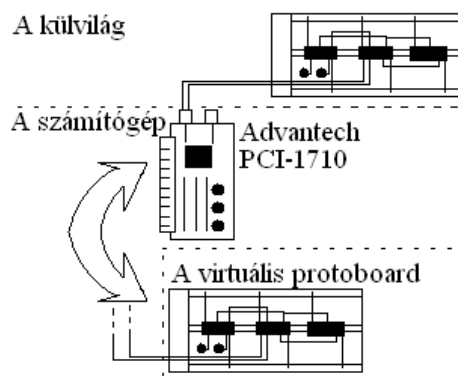 A külvilág
A számítógép
Advantech
PCI-1710
A virtuális protoboard